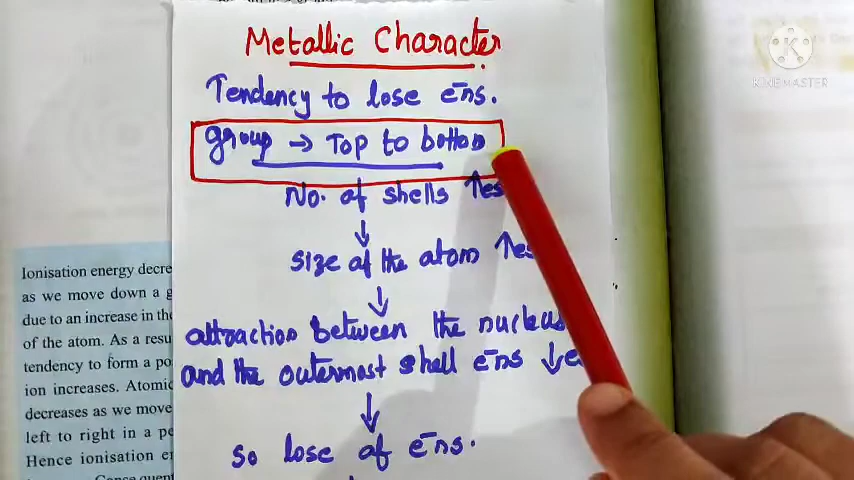 Metallic Character
Tendency to lose e̅ns.
group → Top to bottom
No. of shells ↑es
↓
size of the atom ↑es
↓
attraction between the nucleus
and the outermost shell e̅ns ↓e
↓
so lose of e̅ns.
Ionisation energy decre
as we move down a g
due to an increase in the
of the atom. As a resu
tendency to form a po
ion increases. Atomic
decreases as we move
left to right in a pe
Hence ionisation e
K
KINEMASTER